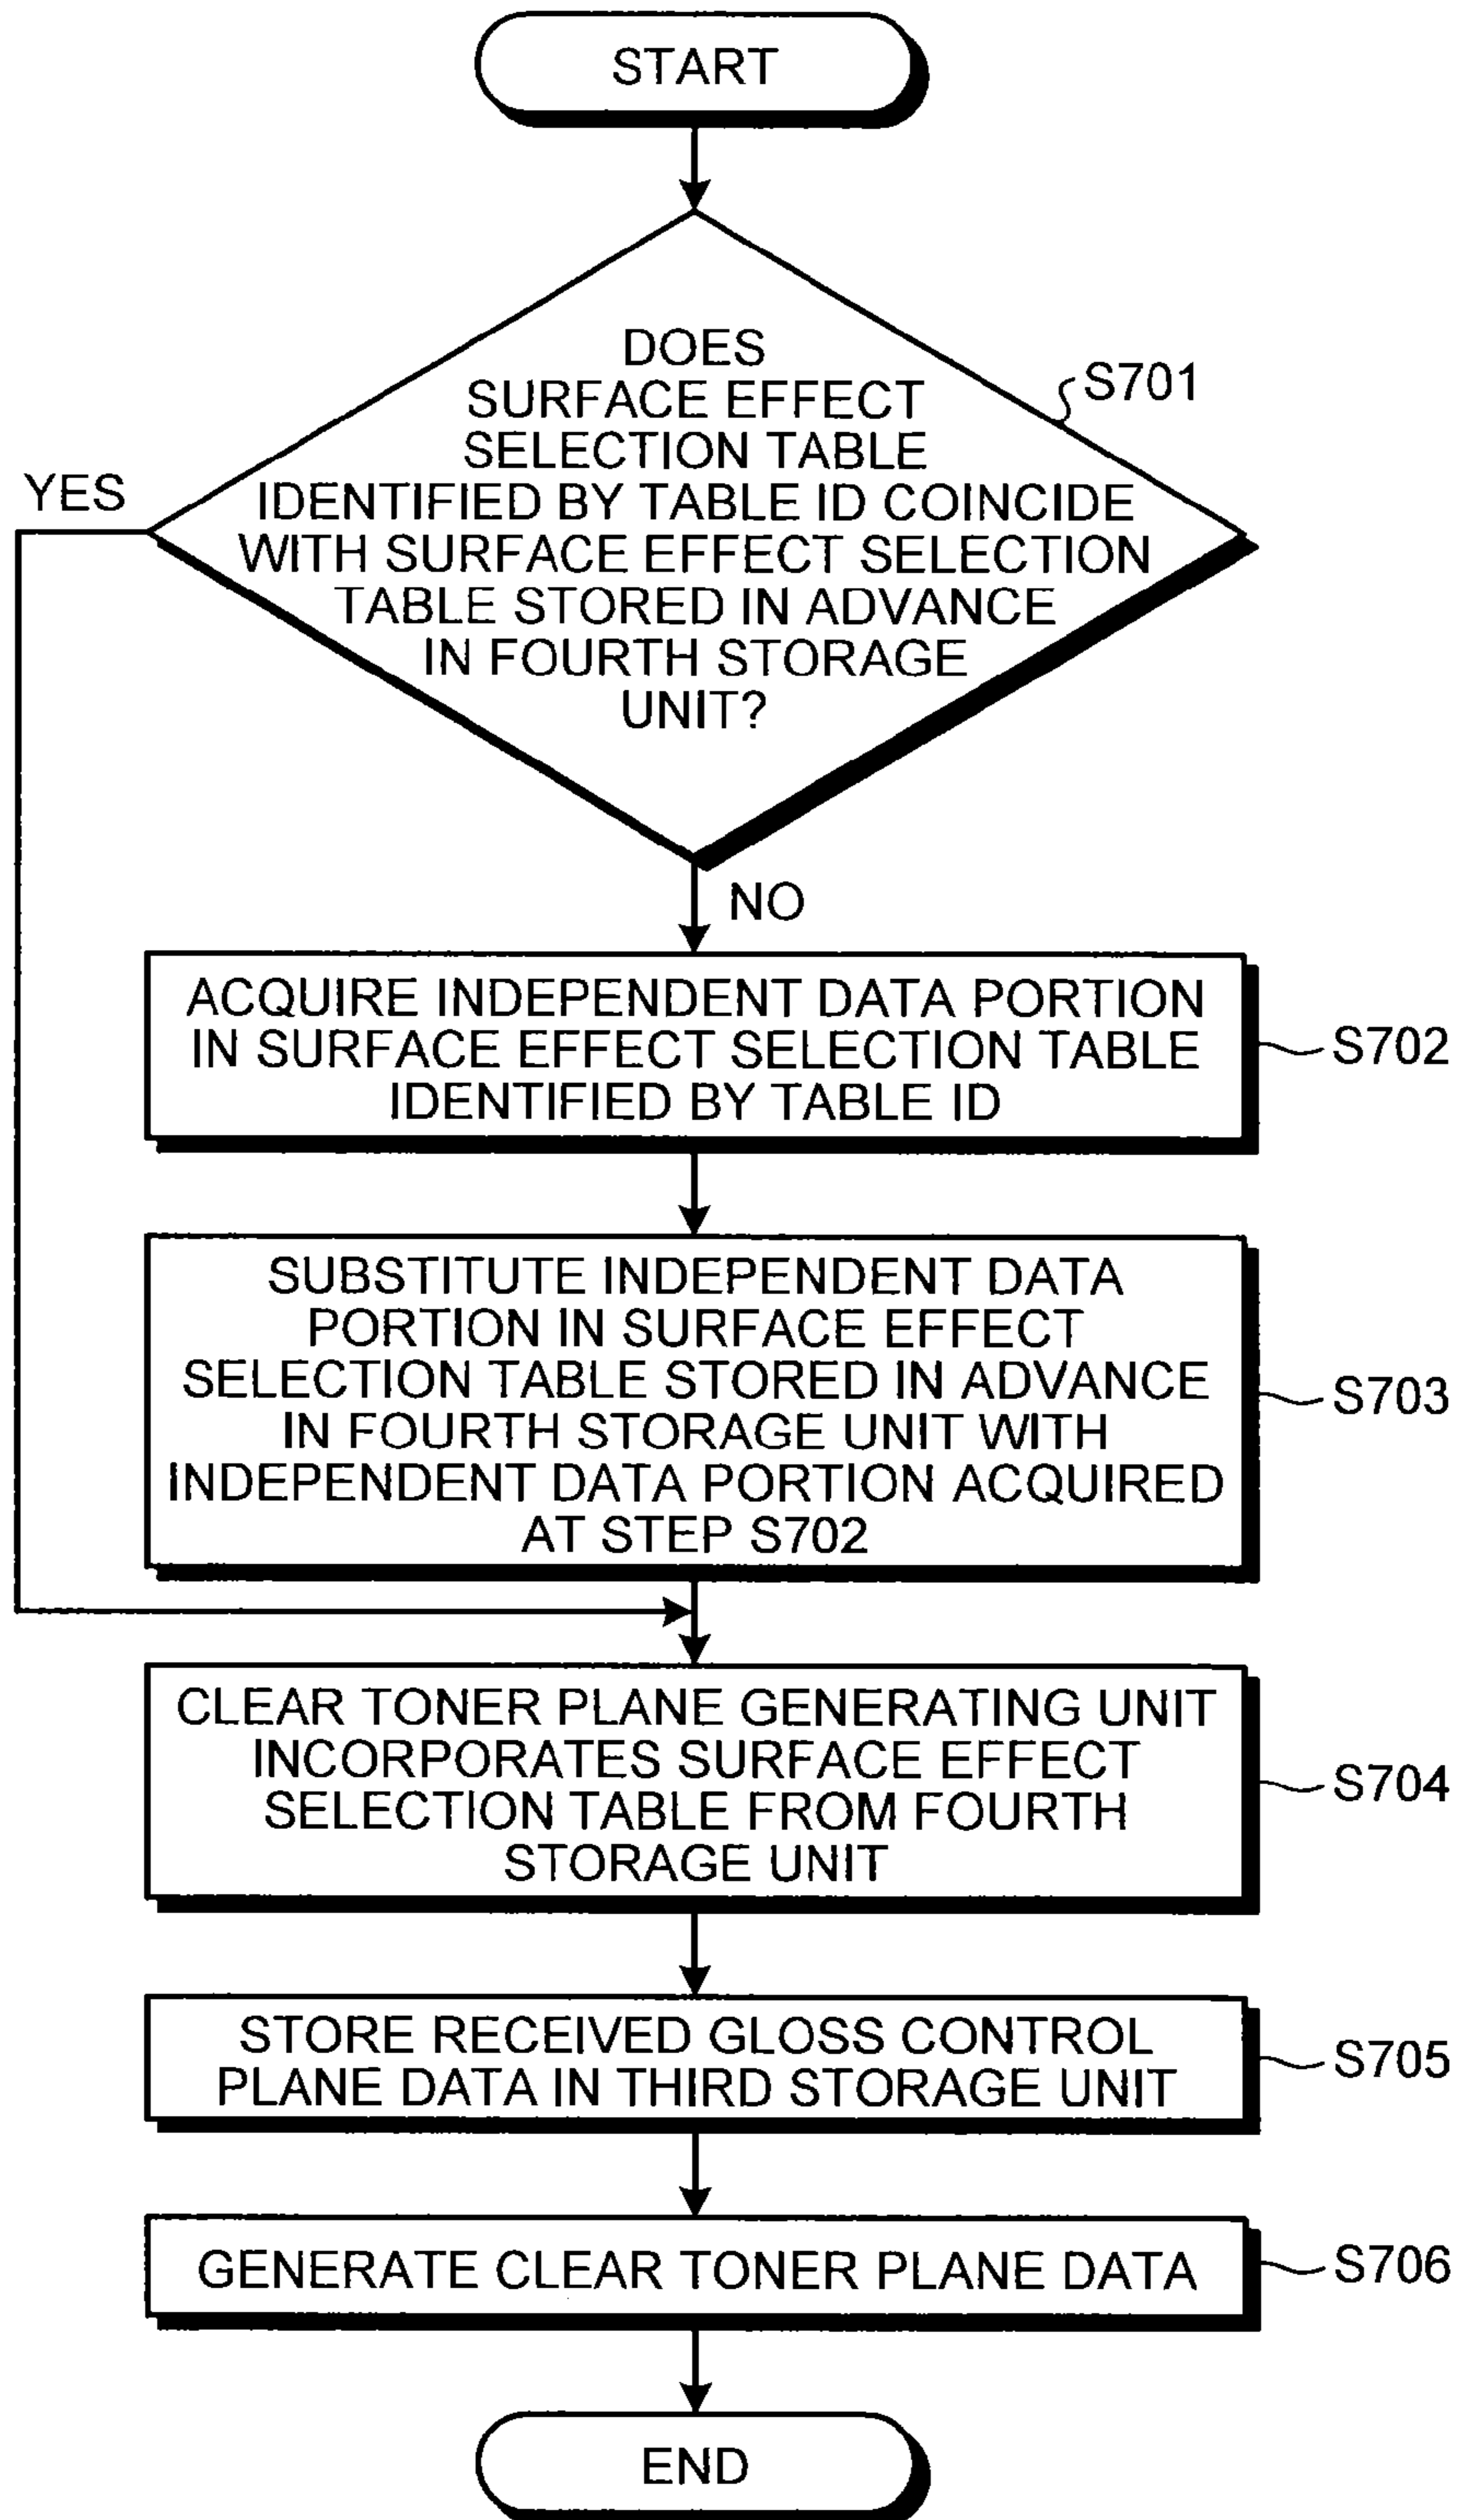 START
DOES
SURFACE EFFECT
SELECTION TABLE
IDENTIFIED BY TABLE ID COINCIDE
WITH SURFACE EFFECT SELECTION
TABLE STORED IN ADVANCE
IN FOURTH STORAGE
UNIT?
S701
YES
NO
ACQUIRE INDEPENDENT DATA PORTION
IN SURFACE EFFECT SELECTION TABLE
IDENTIFIED BY TABLE ID
S702
SUBSTITUTE INDEPENDENT DATA
PORTION IN SURFACE EFFECT
SELECTION TABLE STORED IN ADVANCE
IN FOURTH STORAGE UNIT WITH
INDEPENDENT DATA PORTION ACQUIRED
AT STEP S702
S703
CLEAR TONER PLANE GENERATING UNIT
INCORPORATES SURFACE EFFECT
SELECTION TABLE FROM FOURTH
STORAGE UNIT
S704
STORE RECEIVED GLOSS CONTROL
PLANE DATA IN THIRD STORAGE UNIT
S705
GENERATE CLEAR TONER PLANE DATA
S706
END